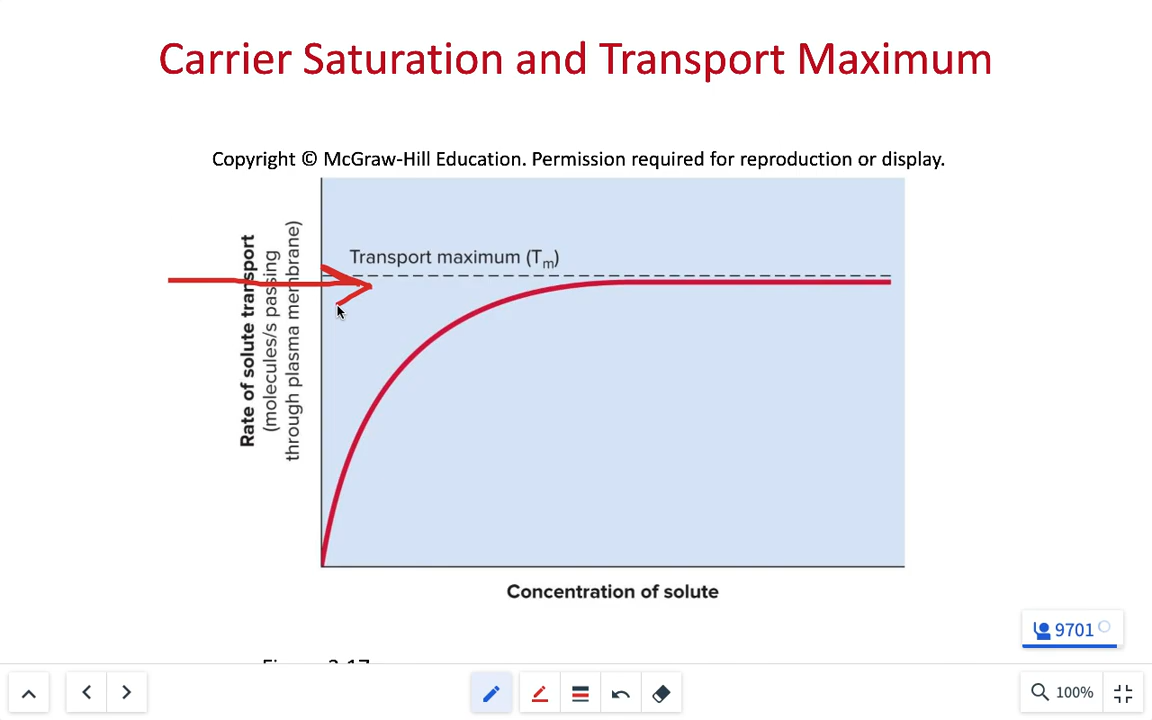 Carrier Saturation and Transport Maximum
Copyright © McGraw-Hill Education. Permission required for reproduction or display.
Transport maximum (Tm)
Rate of solute transport
(molecules/s passing
through plasma membrane)
Concentration of solute
9701
100%